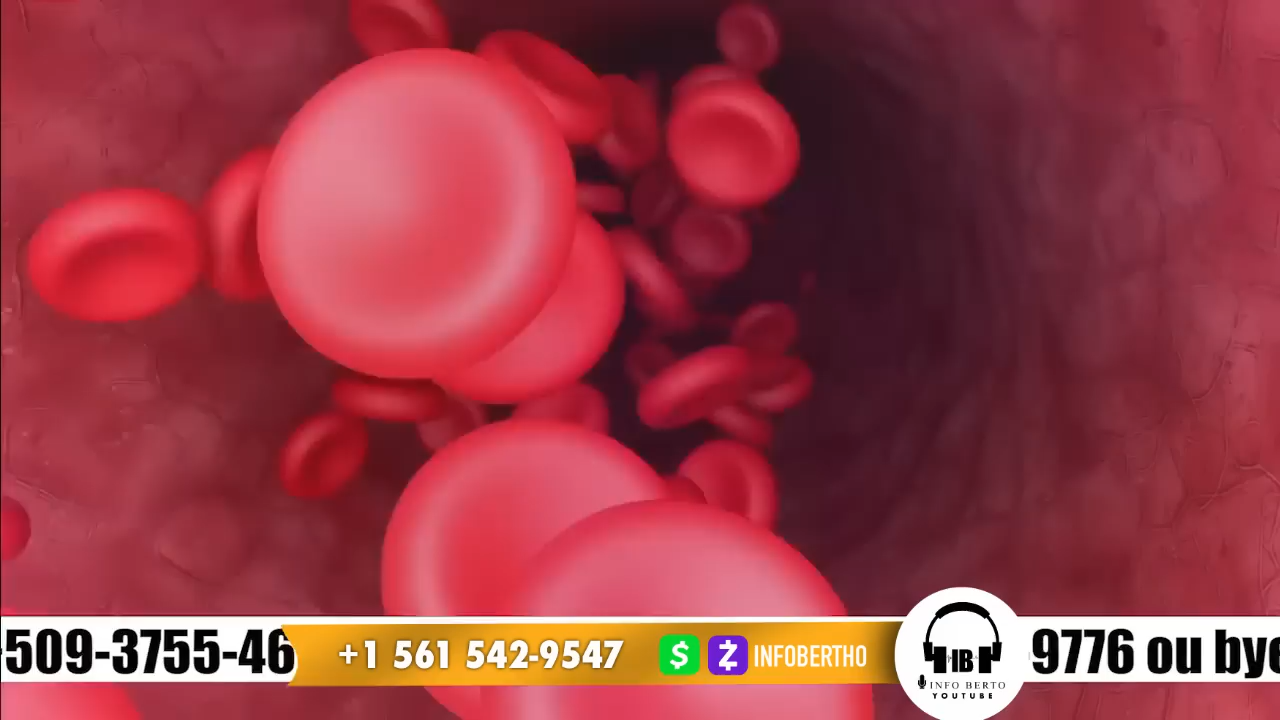 -509-3755-46
+1 561 542-9547
INFOBERTHO
IB
INFO BERTO
YOUTUBE
9776 ou bye